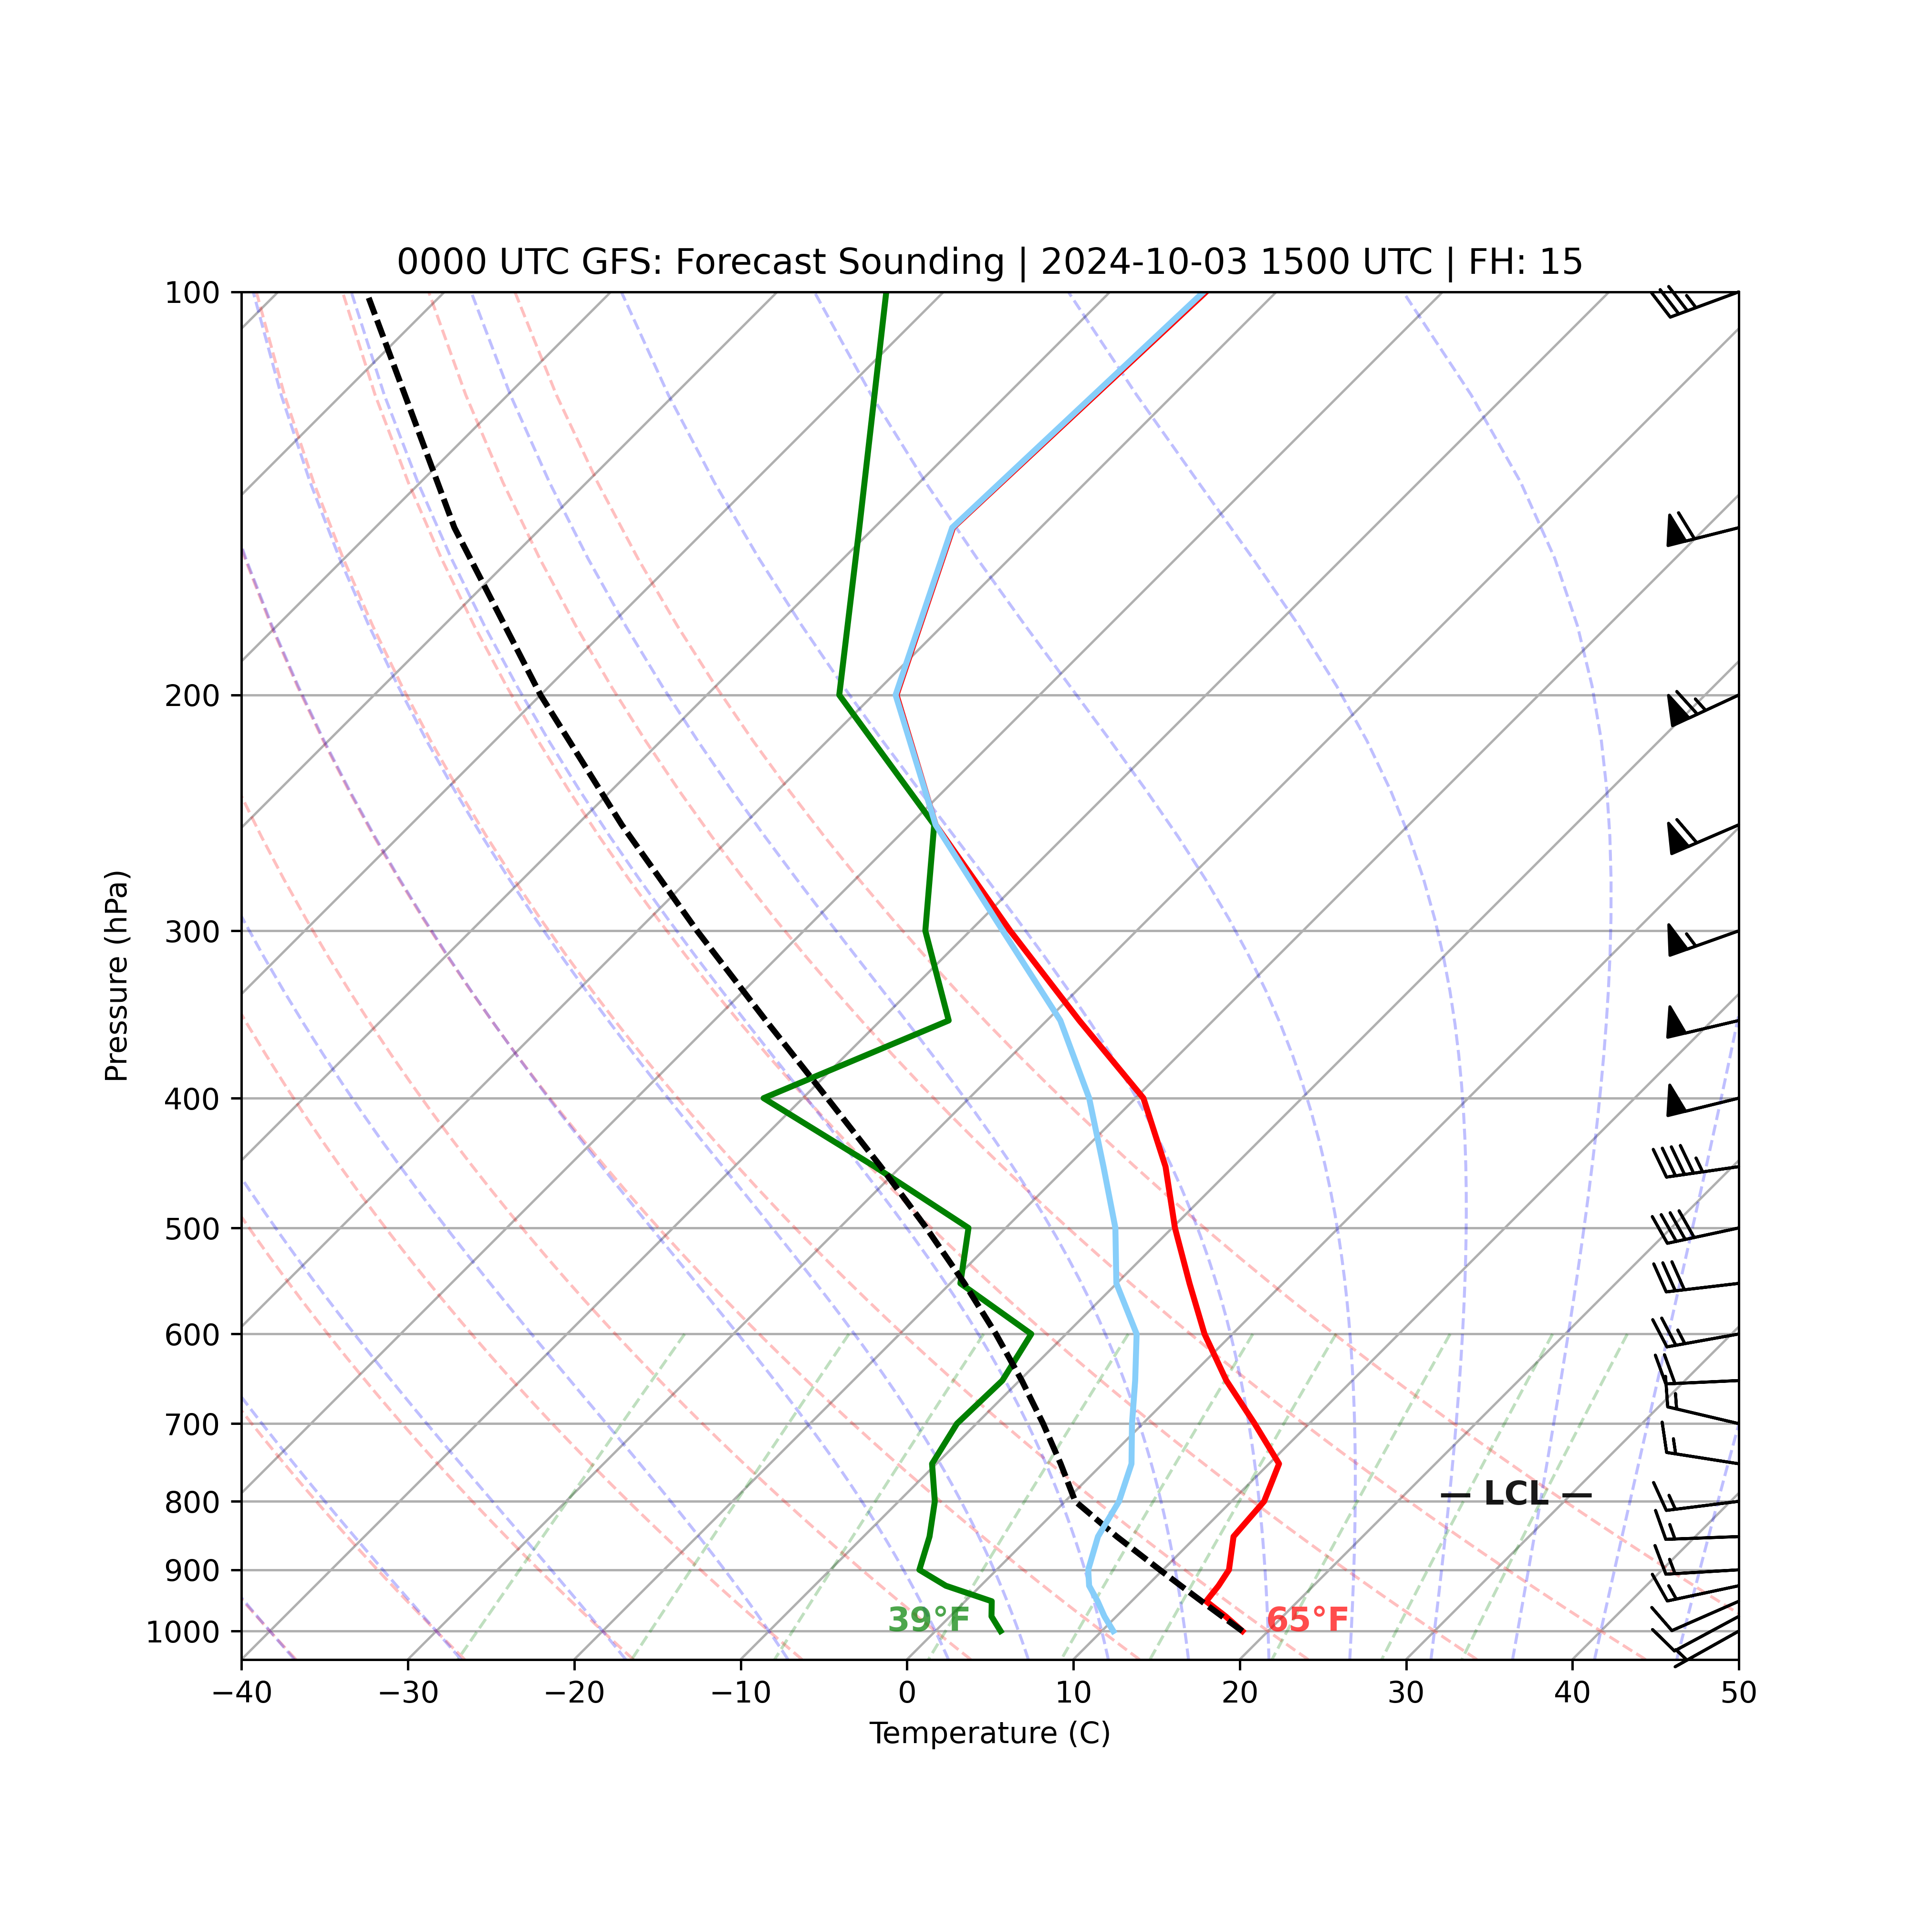 0000 UTC GFS: Forecast Sounding | 2024-10-03 1500 UTC | FH: 15
100
200
300
400
500
600
700
800
900
1000
Pressure (hPa)
— LCL —
39°F
65°F
−40 −30 −20 −10 0 10 20 30 40 50
Temperature (C)